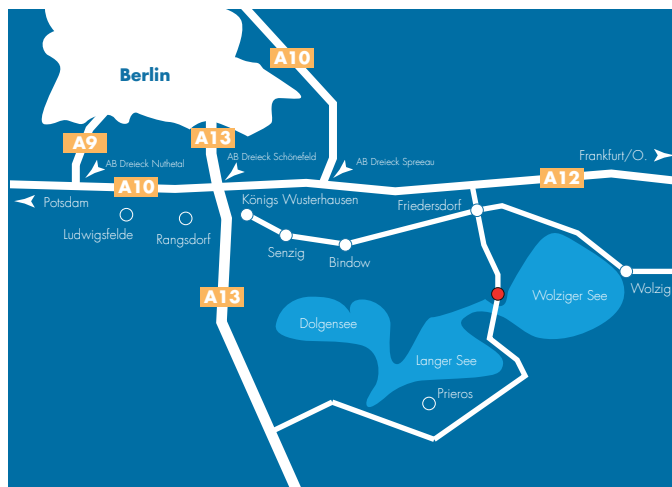 A10
Berlin
A9
A13
AB Dreieck Nuthetal
AB Dreieck Schönefeld
AB Dreieck Spreeau
Frankfurt/O.
A10
A12
Potsdam
Königs Wusterhausen
Friedersdorf
Ludwigsfelde
Rangsdorf
Senzig
Bindow
Wolzig
A13
Wolziger See
Dolgensee
Langer See
Prieros